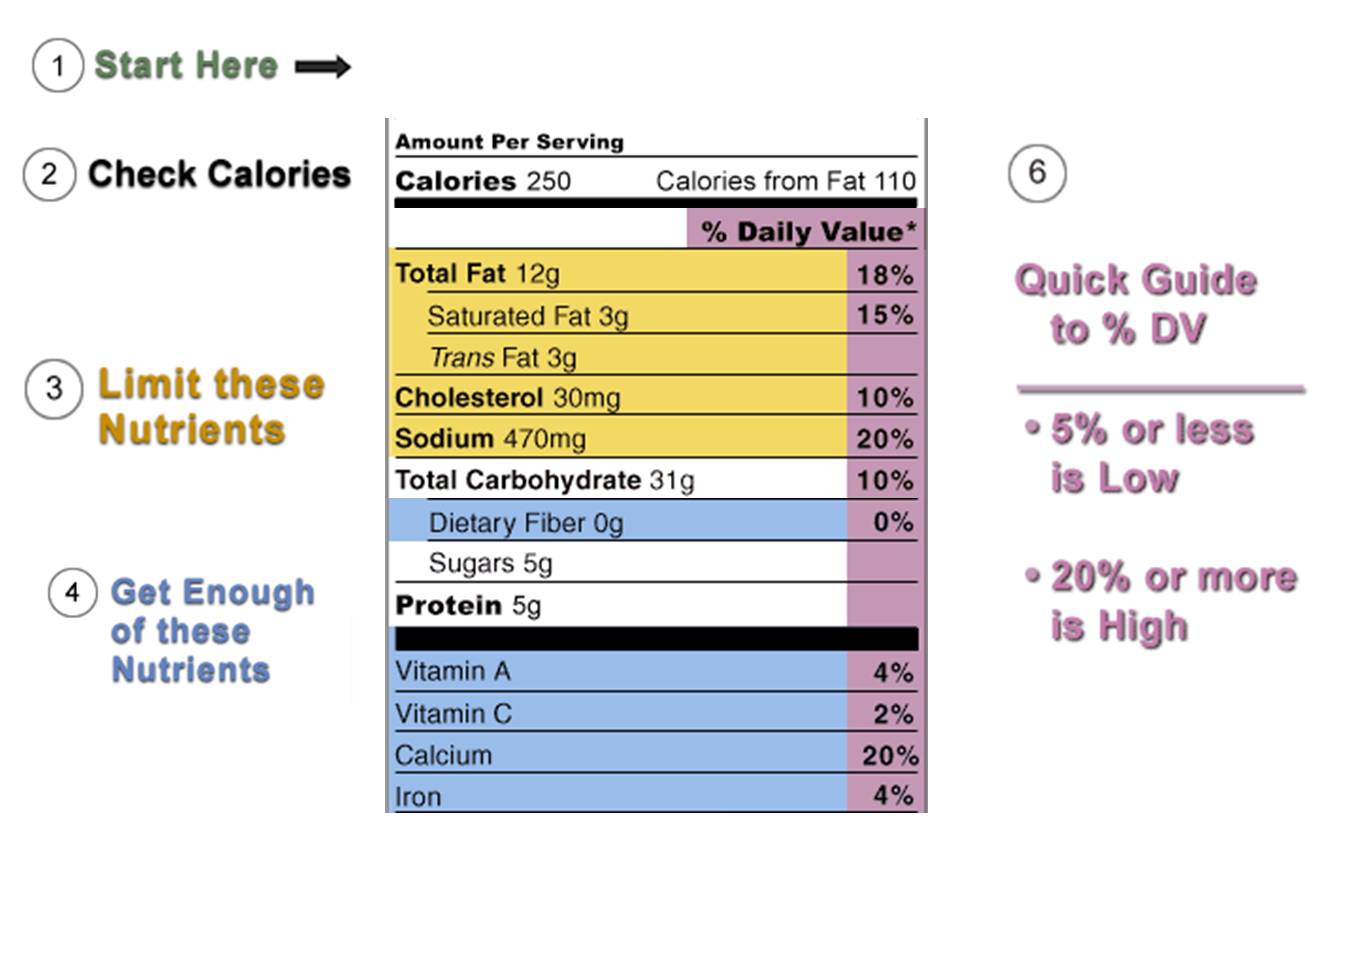 1 Start Here
2 Check Calories
3 Limit these
Nutrients
4 Get Enough
of these
Nutrients
Amount Per Serving
Calories 250 Calories from Fat 110
% Daily Value*
Total Fat 12g 18%
Saturated Fat 3g 15%
Trans Fat 3g
Cholesterol 30mg 10%
Sodium 470mg 20%
Total Carbohydrate 31g 10%
Dietary Fiber 0g 0%
Sugars 5g
Protein 5g
Vitamin A 4%
Vitamin C 2%
Calcium 20%
Iron 4%
6
Quick Guide
to % DV
• 5% or less
is Low
• 20% or more
is High